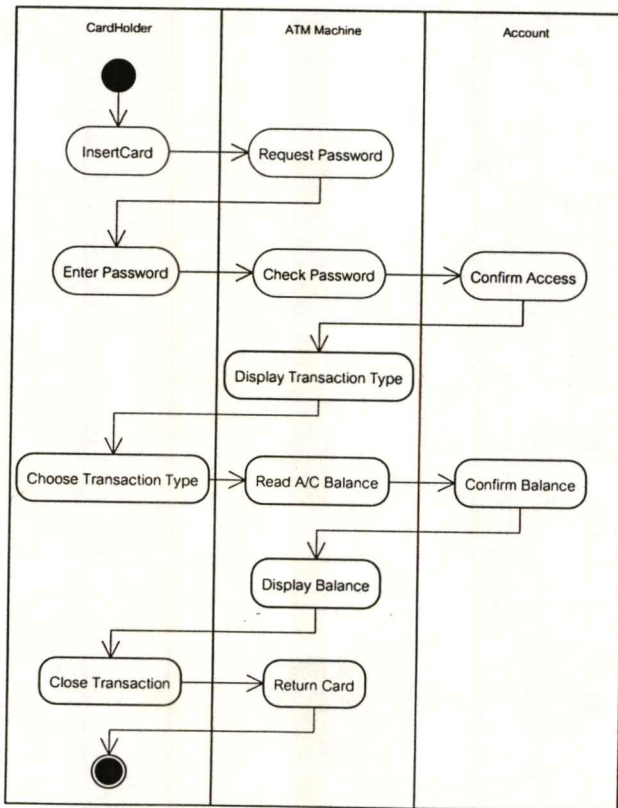 CardHolder
ATM Machine
Account
InsertCard
Request Password
Enter Password
Check Password
Confirm Access
Display Transaction Type
Choose Transaction Type
Read A/C Balance
Confirm Balance
Display Balance
Close Transaction
Return Card